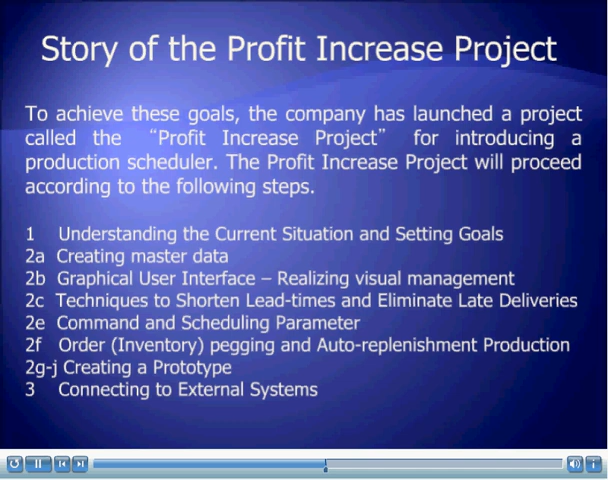 Story of the Profit Increase Project
To achieve these goals, the company has launched a project
called the “Profit Increase Project” for introducing a
production scheduler. The Profit Increase Project will proceed
according to the following steps.
1 Understanding the Current Situation and Setting Goals
2a Creating master data
2b Graphical User Interface – Realizing visual management
2c Techniques to Shorten Lead-times and Eliminate Late Deliveries
2e Command and Scheduling Parameter
2f Order (Inventory) pegging and Auto-replenishment Production
2g-j Creating a Prototype
3 Connecting to External Systems